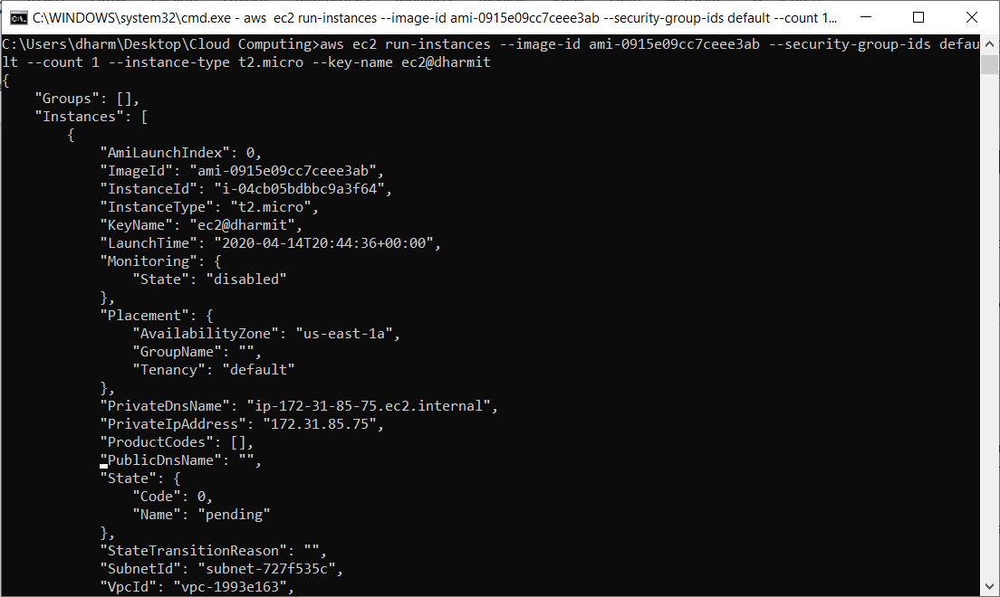 C:\WINDOWS\system32\cmd.exe - aws  ec2 run-instances --image-id ami-0915e09cc7ceee3ab --security-group-ids default --count 1...
C:\Users\dharm\Desktop\Cloud Computing>aws ec2 run-instances --image-id ami-0915e09cc7ceee3ab --security-group-ids defau
lt --count 1 --instance-type t2.micro --key-name ec2@dharmit
{
    "Groups": [],
    "Instances": [
        {
            "AmiLaunchIndex": 0,
            "ImageId": "ami-0915e09cc7ceee3ab",
            "InstanceId": "i-04cb05bdbbc9a3f64",
            "InstanceType": "t2.micro",
            "KeyName": "ec2@dharmit",
            "LaunchTime": "2020-04-14T20:44:36+00:00",
            "Monitoring": {
                "State": "disabled"
            },
            "Placement": {
                "AvailabilityZone": "us-east-1a",
                "GroupName": "",
                "Tenancy": "default"
            },
            "PrivateDnsName": "ip-172-31-85-75.ec2.internal",
            "PrivateIpAddress": "172.31.85.75",
            "ProductCodes": [],
            "PublicDnsName": "",
            "State": {
                "Code": 0,
                "Name": "pending"
            },
            "StateTransitionReason": "",
            "SubnetId": "subnet-727f535c",
            "VpcId": "vpc-1993e163",